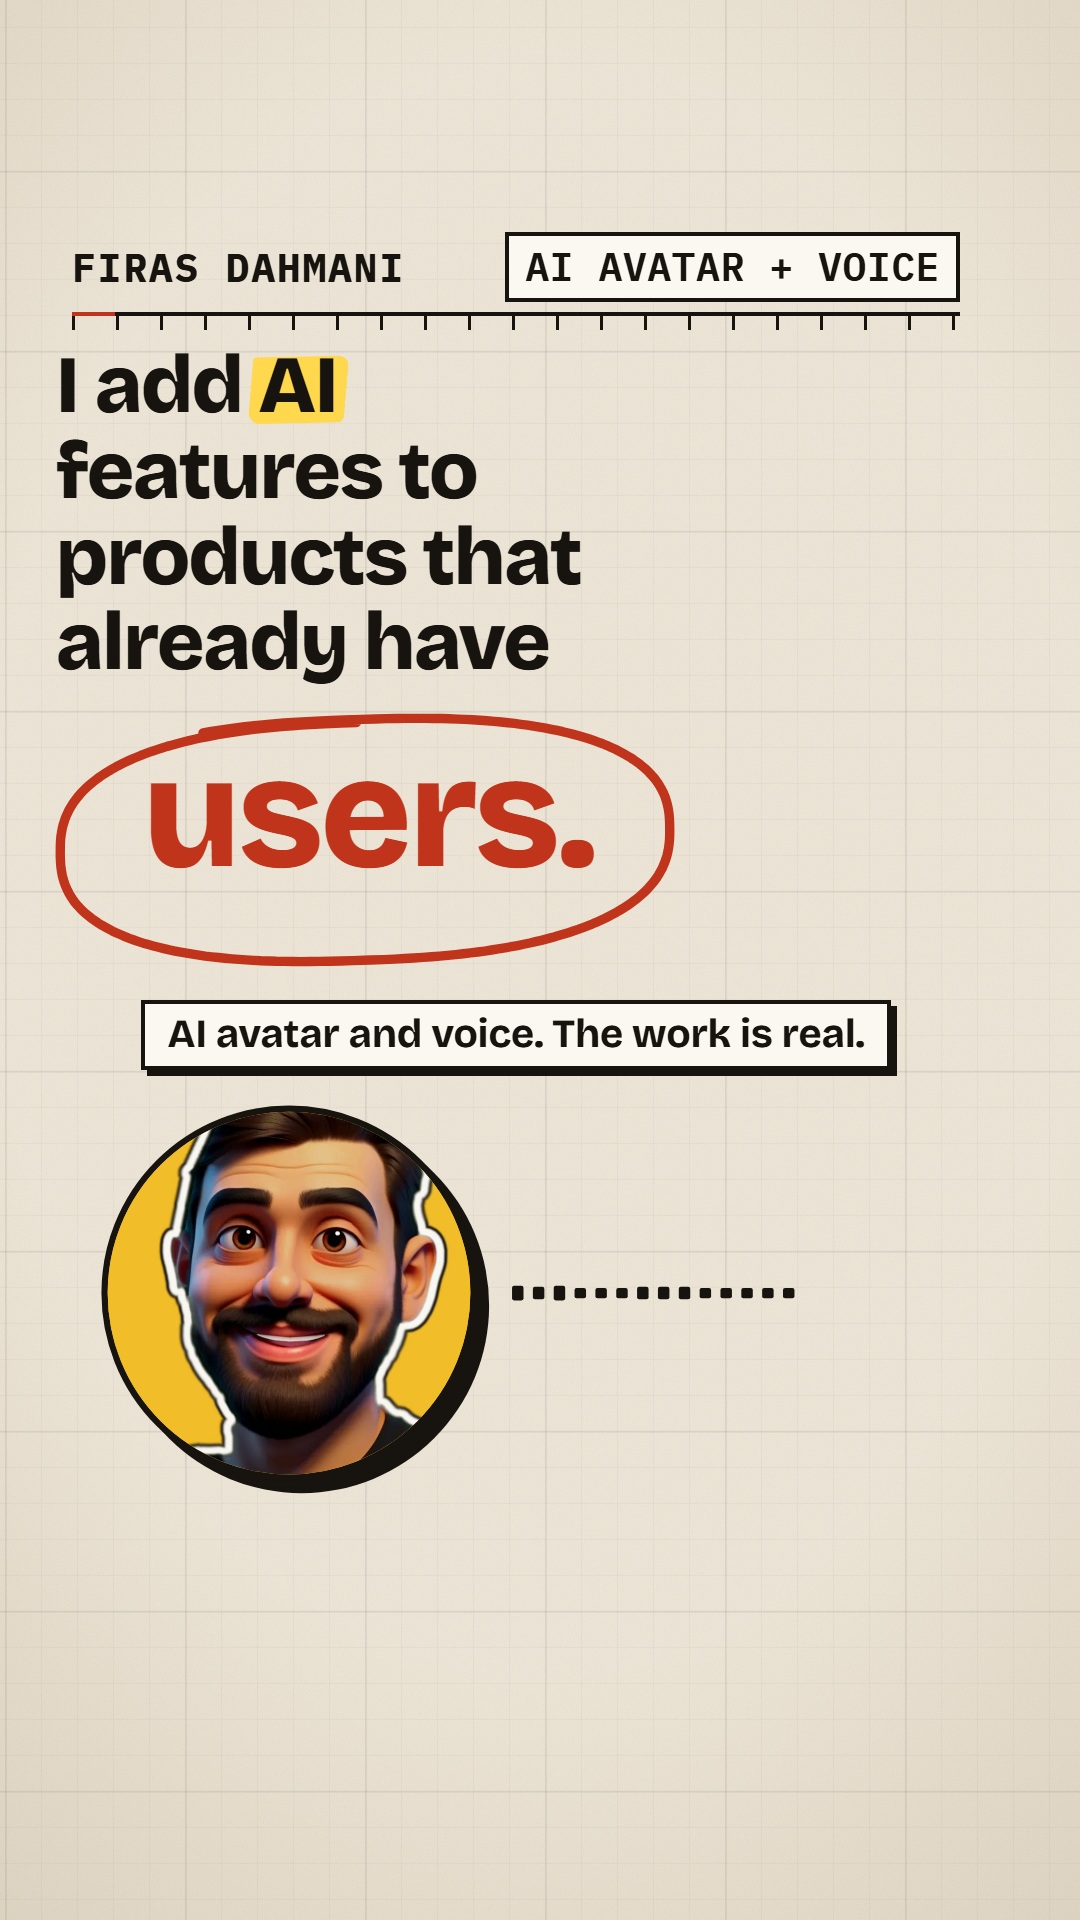 FIRAS DAHMANI
AI AVATAR + VOICE
I add AI
features to
products that
already have
users.
AI avatar and voice. The work is real.